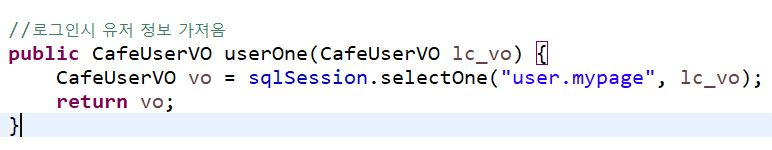 //로그인시 유저 정보 가져옴
public CafeUserVO userOne(CafeUserVO lc_vo) {
    CafeUserVO vo = sqlSession.selectOne("user.mypage", lc_vo);
    return vo;
}